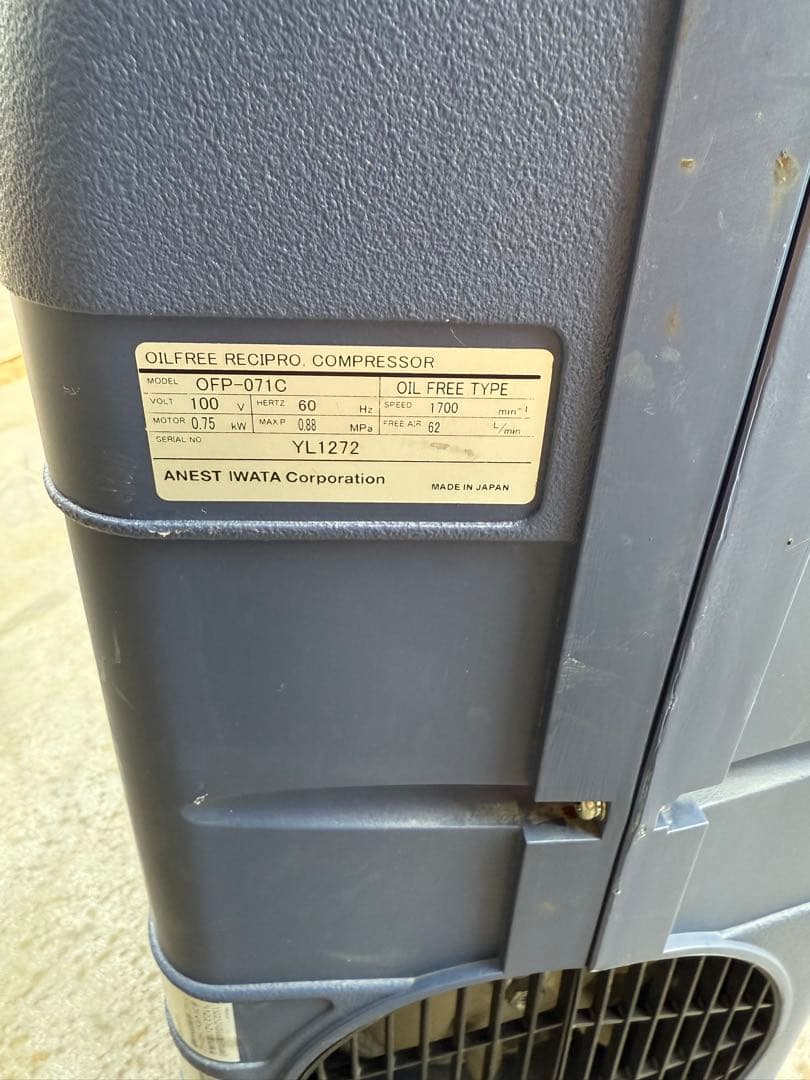 OILFREE RECIPRO. COMPRESSOR
MODEL OFP-071C OIL FREE TYPE
VOLT 100 V HERTZ 60 Hz SPEED 1700 min-1
MOTOR 0.75 kW MAX P 0.88 MPa FREE AIR 62 L/min
SERIAL NO YL1272
ANEST IWATA Corporation MADE IN JAPAN